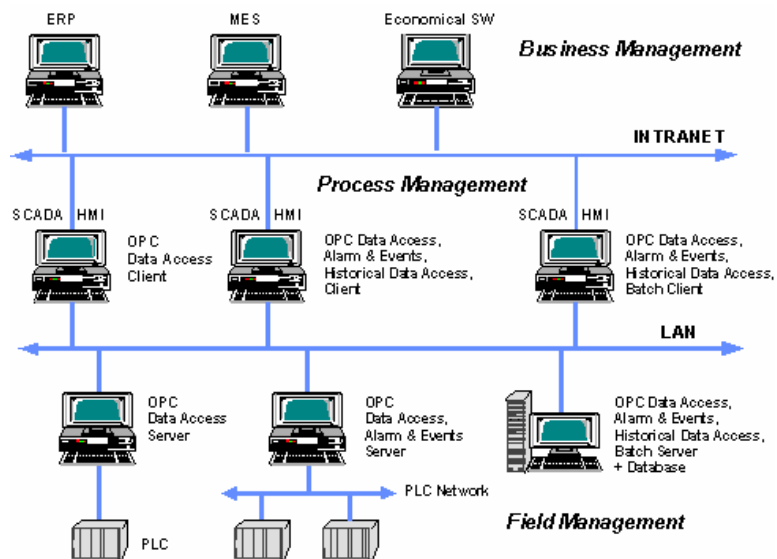 ERP
MES
Economical SW
Business Management
INTRANET
Process Management
SCADA HMI
OPC
Data Access
Client
SCADA HMI
OPC Data Access,
Alarm & Events,
Historical Data Access,
Client
SCADA HMI
OPC Data Access,
Alarm & Events,
Historical Data Access,
Batch Client
LAN
OPC
Data Access
Server
OPC
Data Access,
Alarm & Events
Server
OPC Data Access,
Alarm & Events,
Historical Data Access,
Batch Server
+ Database
PLC Network
PLC
Field Management